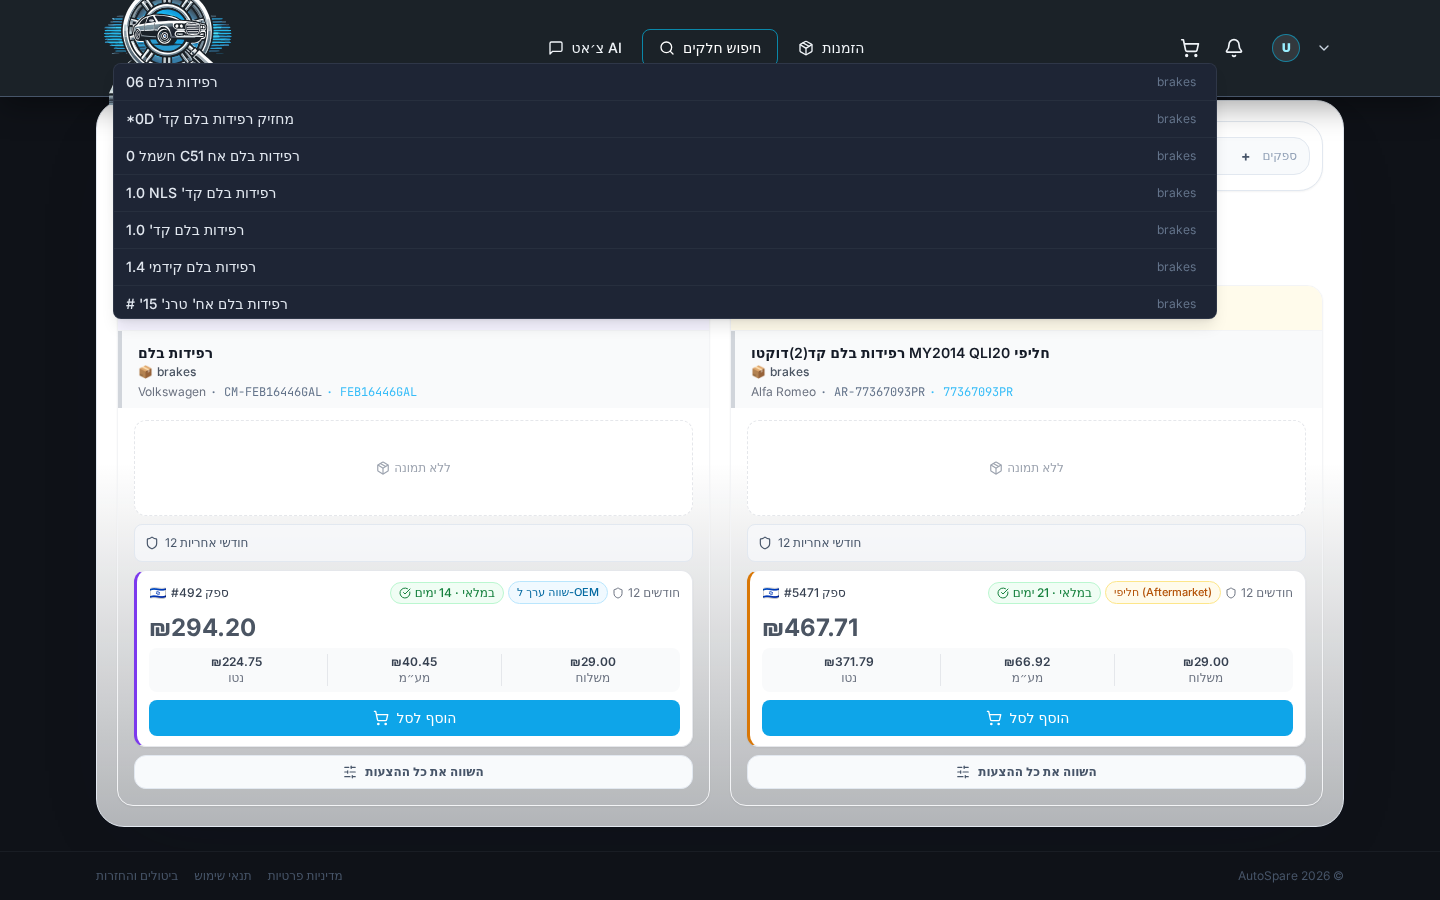 AI צ׳אט
חיפוש חלקים
הזמנות
U
רפידות בלם 06
brakes
מחזיק רפידות בלם קד' 0D*
brakes
רפידות בלם אח C51 חשמל 0
brakes
רפידות בלם קד' 1.0 NLS
brakes
רפידות בלם קד' 1.0
brakes
רפידות בלם קידמי 1.4
brakes
רפידות בלם אח' טרנ' 15' #
brakes
+ ספקים
רפידות בלם
📦 brakes
Volkswagen · CM-FEB16446GAL · FEB16446GAL
ללא תמונה
12 חודשי אחריות
🇮🇱 ספק #492
במלאי · 14 ימים
שווה ערך ל-OEM
12 חודשים
₪294.20
₪224.75
נטו
₪40.45
מע״מ
₪29.00
משלוח
הוסף לסל
השווה את כל ההצעות
חליפי MY2014 QLI20 רפידות בלם קד(2)דוקטו
📦 brakes
Alfa Romeo · AR-77367093PR · 77367093PR
ללא תמונה
12 חודשי אחריות
🇮🇱 ספק #5471
במלאי · 21 ימים
חליפי (Aftermarket)
12 חודשים
₪467.71
₪371.79
נטו
₪66.92
מע״מ
₪29.00
משלוח
הוסף לסל
השווה את כל ההצעות
ביטולים והחזרות
תנאי שימוש
מדיניות פרטיות
AutoSpare 2026 ©